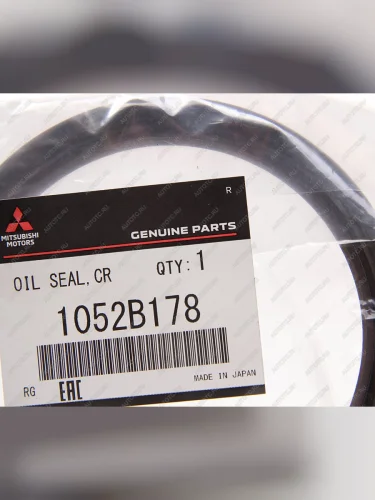 R
MITSUBISHI
MOTORS
GENUINE PARTS
OIL SEAL,CR QTY:1
1052B178
MADE IN JAPAN
RG EAC